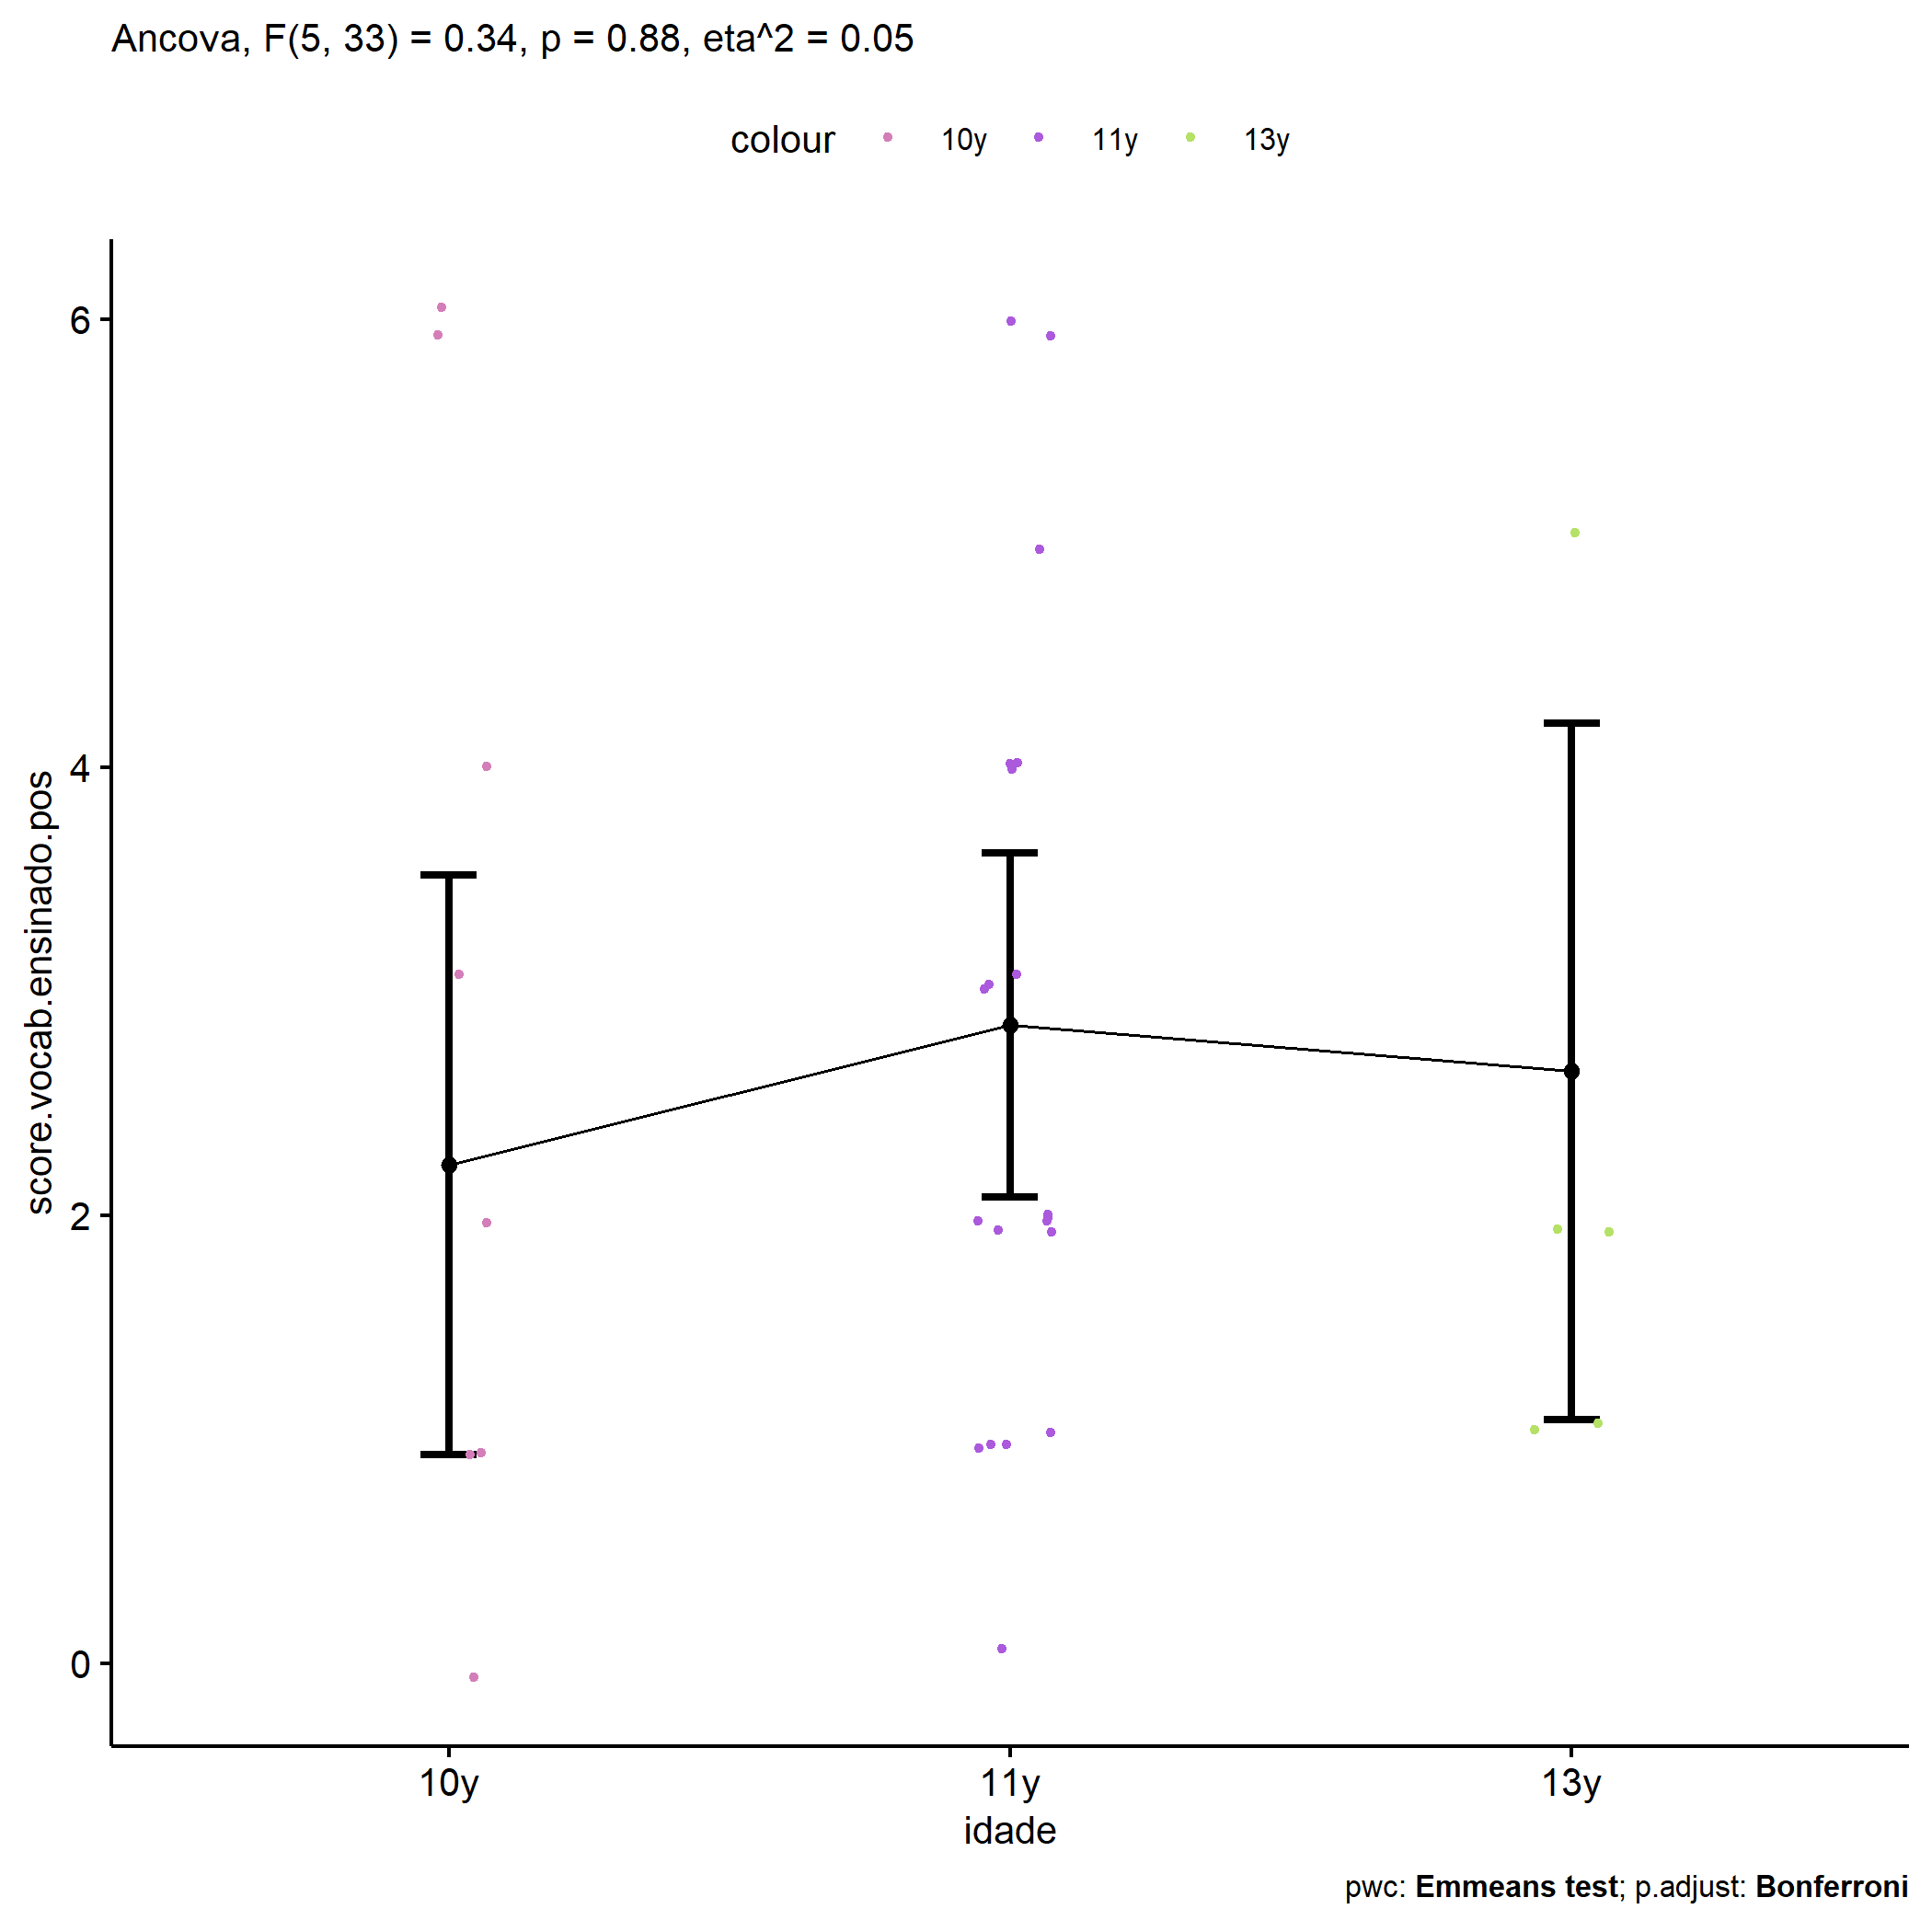 Ancova, F(5, 33) = 0.34, p = 0.88, eta^2 = 0.05
colour 10y 11y 13y
6
4
2
0
score.vocab.ensinado.pos
10y 11y 13y
idade
pwc: Emmeans test; p.adjust: Bonferroni